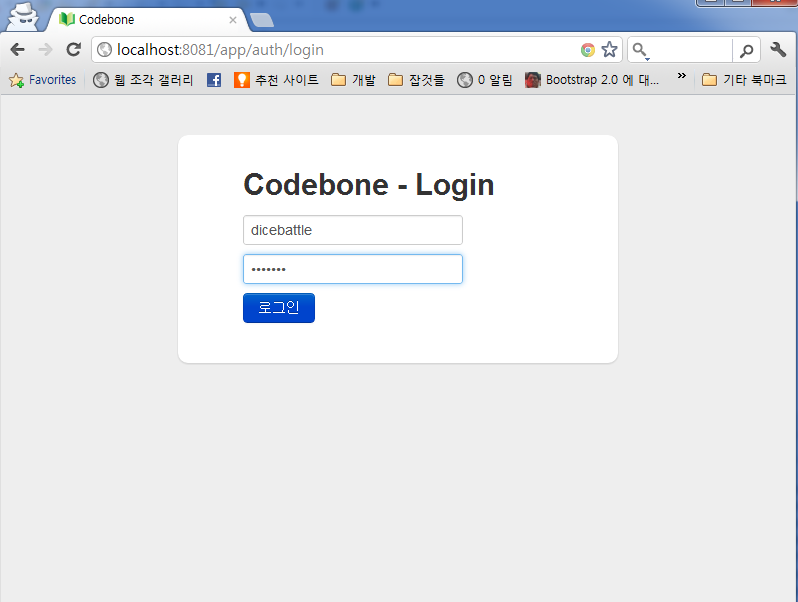 Codebone
localhost:8081/app/auth/login
Favorites 웹 조각 갤러리 추천 사이트 개발 잡것들 0 알림 Bootstrap 2.0 에 대... » 기타 북마크
Codebone - Login
dicebattle
•••••••
로그인